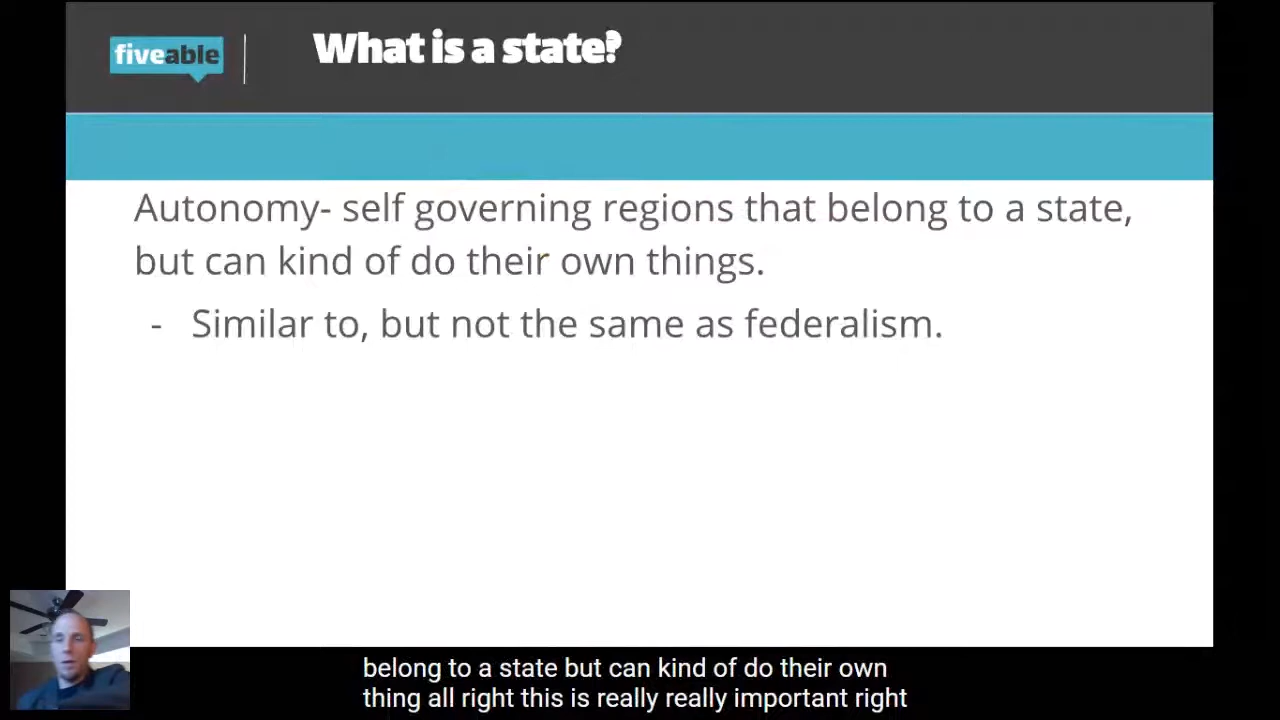 fiveable
What is a state?
Autonomy- self governing regions that belong to a state,
but can kind of do their own things.
- Similar to, but not the same as federalism.
belong to a state but can kind of do their own
thing all right this is really really important right